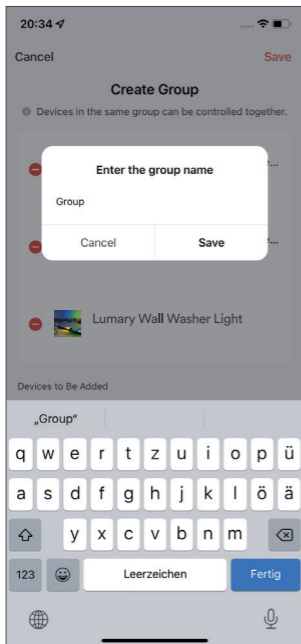 20:34
Cancel
Save
Create Group
Devices in the same group can be controlled together.
Enter the group name
Group
Cancel
Save
Lumary Wall Washer Light
Devices to Be Added
„Group“
q w e r t z u i o p ü
a s d f g h j k l ö ä
y x c v b n m
123
Leerzeichen
Fertig